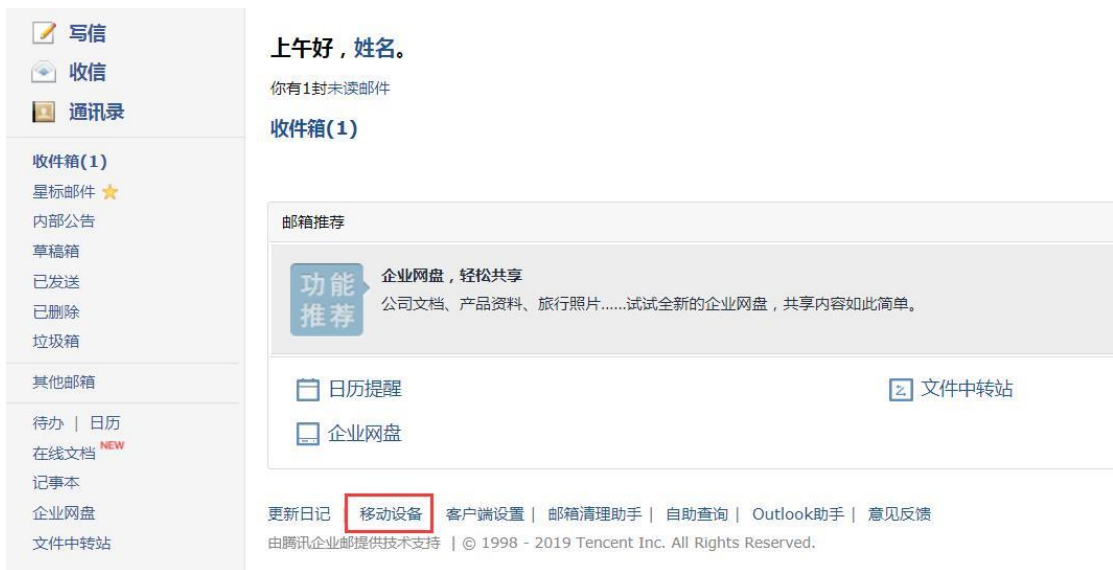 写信
收信
通讯录
收件箱(1)
星标邮件
内部公告
草稿箱
已发送
已删除
垃圾箱
其他邮箱
待办 | 日历
在线文档 NEW
记事本
企业网盘
文件中转站
上午好，姓名。
你有1封未读邮件
收件箱(1)
邮箱推荐
功能
推荐
企业网盘，轻松共享
公司文档、产品资料、旅行照片......试试全新的企业网盘，共享内容如此简单。
日历提醒
文件中转站
企业网盘
更新日记 | 移动设备 客户端设置 | 邮箱清理助手 | 自助查询 | Outlook助手 | 意见反馈
由腾讯企业邮提供技术支持 | © 1998 - 2019 Tencent Inc. All Rights Reserved.